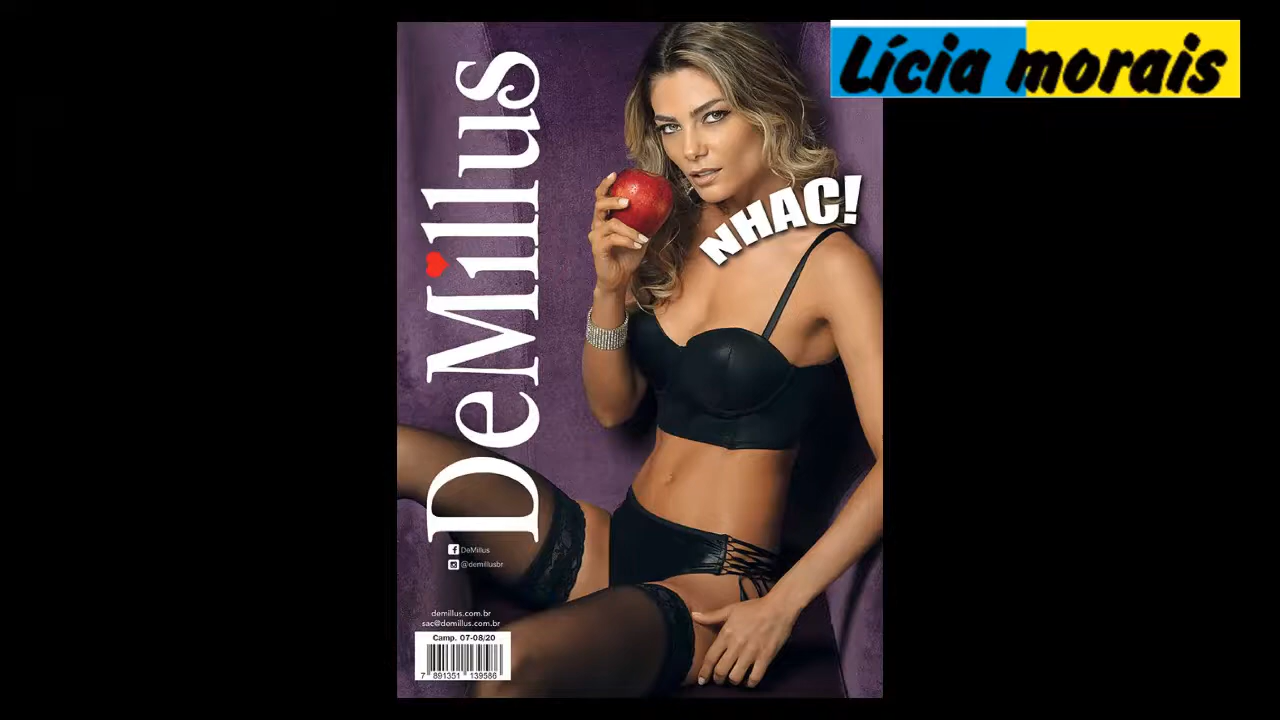 Lícia morais
DeMillus
NHAC!
DeMillus
@demillusbr
demillus.com.br
sac@demillus.com.br
Camp. 07-08/20
7 891351 139586